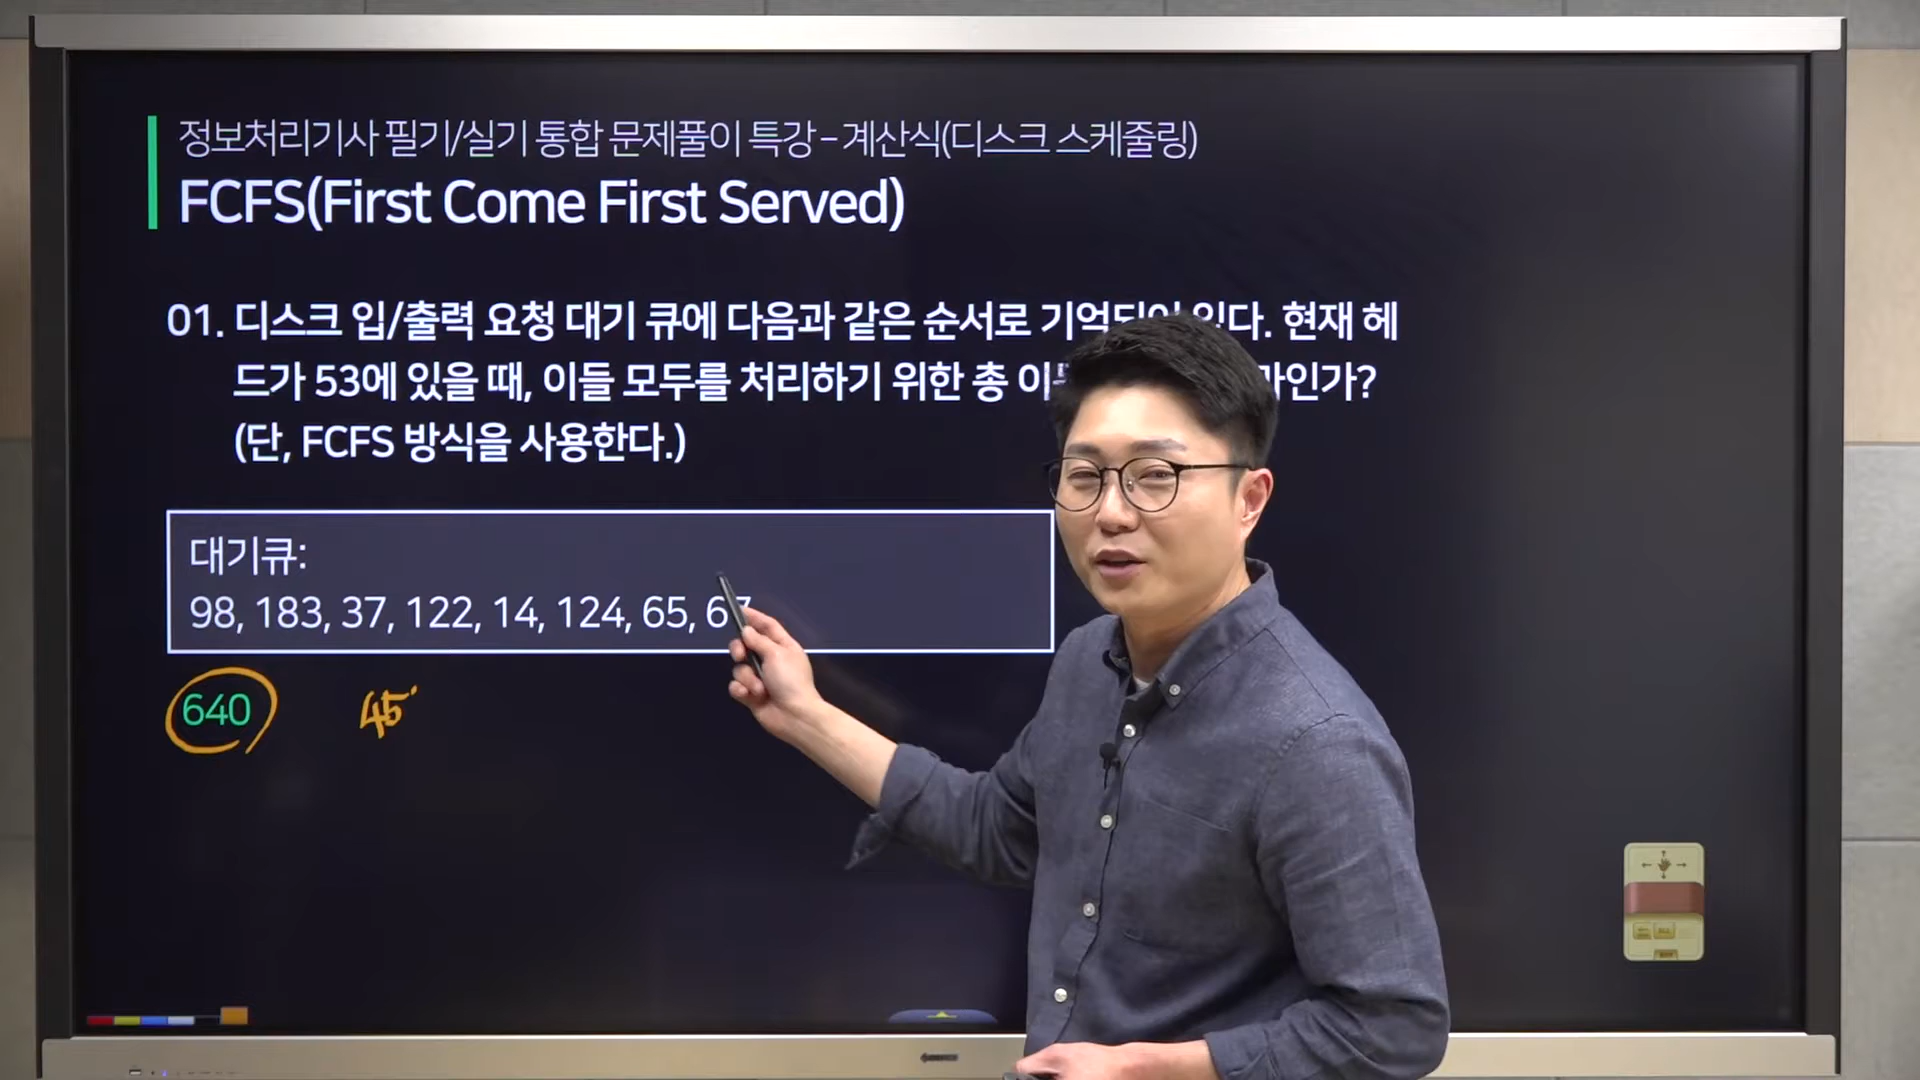 정보처리기사 필기/실기 통합 문제풀이 특강 – 계산식(디스크 스케줄링)
FCFS(First Come First Served)
01. 디스크 입/출력 요청 대기 큐에 다음과 같은 순서로 있다. 현재 헤
드가 53에 있을 때, 이들 모두를 처리하기 위한 총
(단, FCFS 방식을 사용한다.)
대기큐:
98, 183, 37, 122, 14, 124, 65, 67
640 45